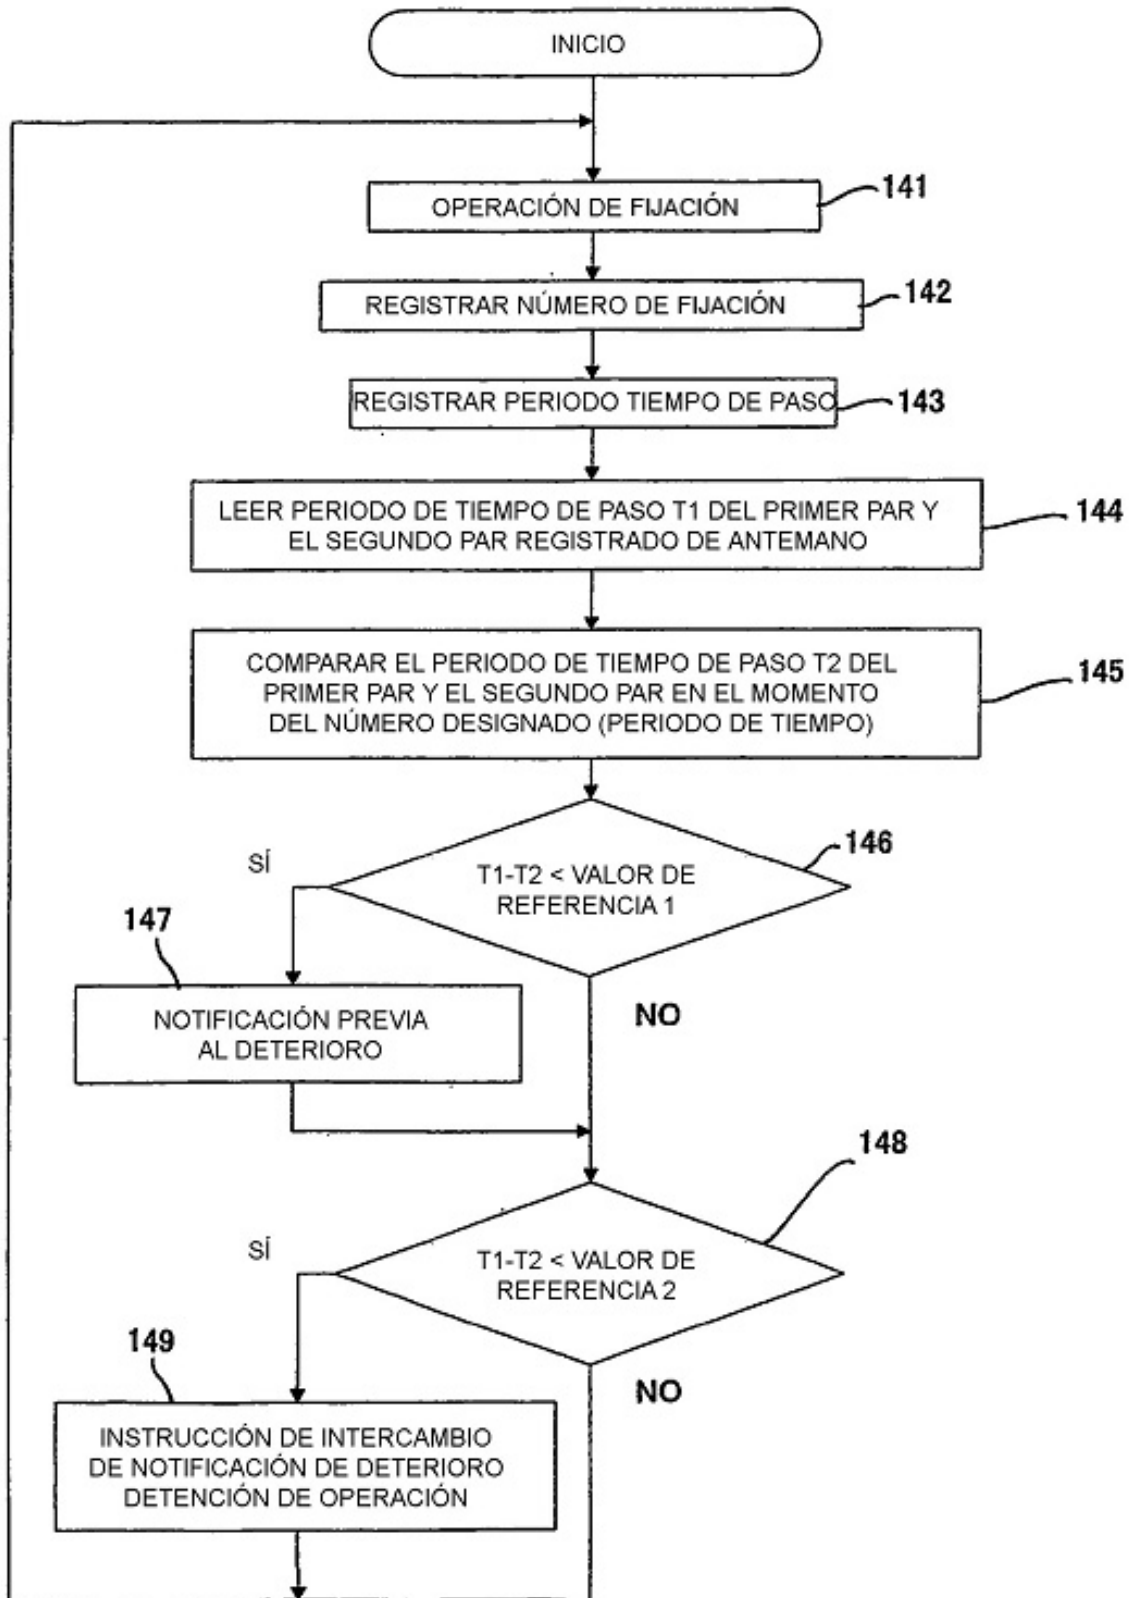 INICIO
OPERACIÓN DE FIJACIÓN
141
REGISTRAR NÚMERO DE FIJACIÓN
142
REGISTRAR PERIODO TIEMPO DE PASO
143
LEER PERIODO DE TIEMPO DE PASO T1 DEL PRIMER PAR Y
EL SEGUNDO PAR REGISTRADO DE ANTEMANO
144
COMPARAR EL PERIODO DE TIEMPO DE PASO T2 DEL
PRIMER PAR Y EL SEGUNDO PAR EN EL MOMENTO
DEL NÚMERO DESIGNADO (PERIODO DE TIEMPO)
145
T1-T2 < VALOR DE
REFERENCIA 1
146
SÍ
147
NO
NOTIFICACIÓN PREVIA
AL DETERIORO
148
T1-T2 < VALOR DE
REFERENCIA 2
SÍ
149
NO
INSTRUCCIÓN DE INTERCAMBIO
DE NOTIFICACIÓN DE DETERIORO
DETENCIÓN DE OPERACIÓN